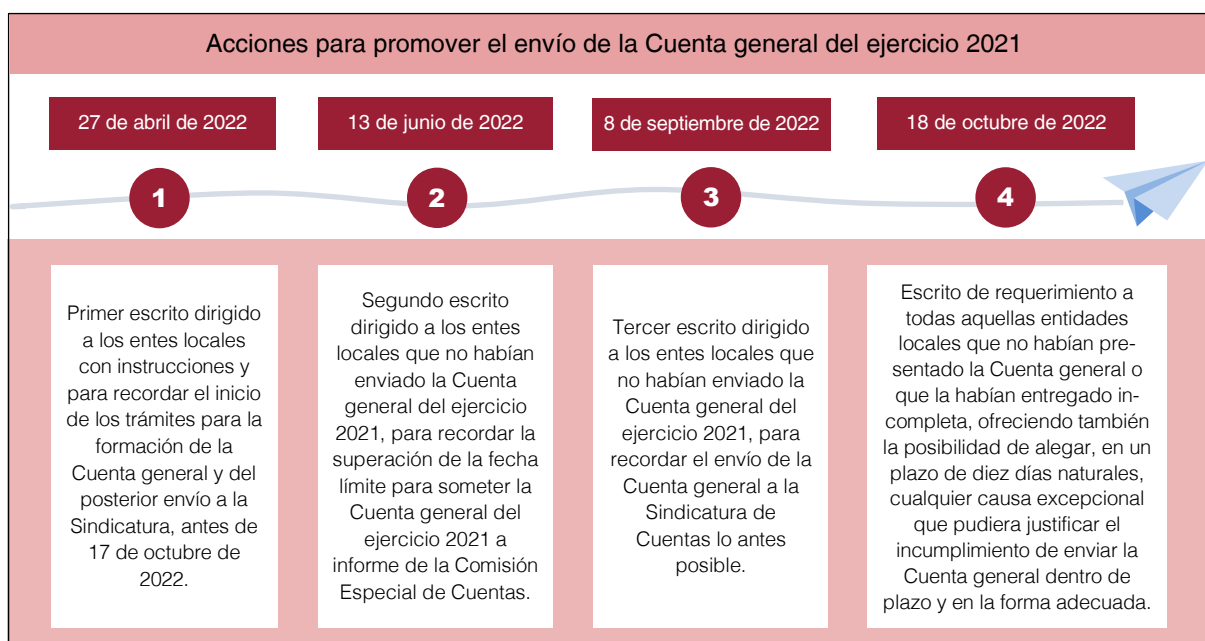 Acciones para promover el envío de la Cuenta general del ejercicio 2021
27 de abril de 2022
13 de junio de 2022
8 de septiembre de 2022
18 de octubre de 2022
1
2
3
4
Primer escrito dirigido
a los entes locales
con instrucciones y
para recordar el inicio
de los trámites para la
formación de la
Cuenta general y del
posterior envío a la
Sindicatura, antes de
17 de octubre de
2022.
Segundo escrito
dirigido a los entes
locales que no habían
enviado la Cuenta
general del ejercicio
2021, para recordar la
superación de la fecha
límite para someter la
Cuenta general del
ejercicio 2021 a
informe de la Comisión
Especial de Cuentas.
Tercer escrito dirigido
a los entes locales que
no habían enviado la
Cuenta general del
ejercicio 2021, para
recordar el envío de la
Cuenta general a la
Sindicatura de
Cuentas lo antes
posible.
Escrito de requerimiento a
todas aquellas entidades
locales que no habían pre-
sentado la Cuenta general o
que la habían entregado in-
completa, ofreciendo también
la posibilidad de alegar, en un
plazo de diez días naturales,
cualquier causa excepcional
que pudiera justificar el
incumplimiento de enviar la
Cuenta general dentro de
plazo y en la forma adecuada.